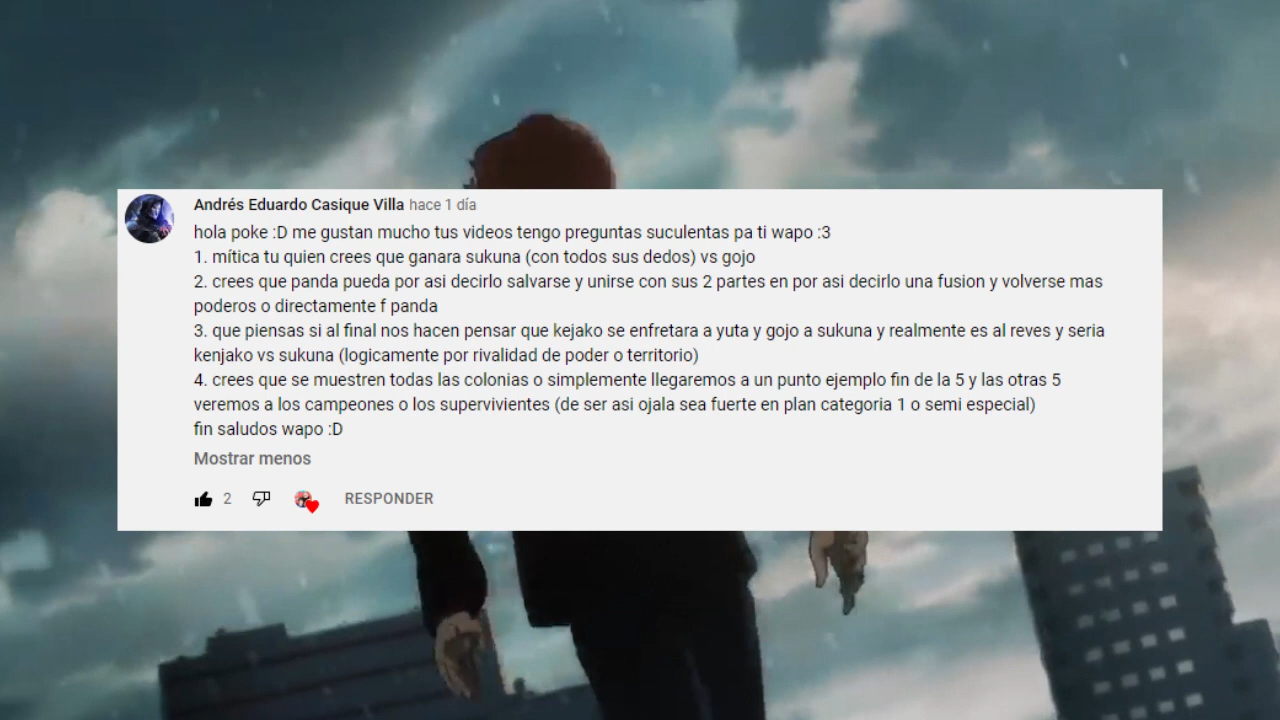 Andrés Eduardo Casique Villa hace 1 día
hola poke :D me gustan mucho tus videos tengo preguntas suculentas pa ti wapo :3
1. mítica tu quien crees que ganara sukuna (con todos sus dedos) vs gojo
2. crees que panda pueda por asi decirlo salvarse y unirse con sus 2 partes en por asi decirlo una fusion y volverse mas
poderos o directamente f panda
3. que piensas si al final nos hacen pensar que kejako se enfretara a yuta y gojo a sukuna y realmente es al reves y seria
kenjako vs sukuna (logicamente por rivalidad de poder o territorio)
4. crees que se muestren todas las colonias o simplemente llegaremos a un punto ejemplo fin de la 5 y las otras 5
veremos a los campeones o los supervivientes (de ser asi ojala sea fuerte en plan categoria 1 o semi especial)
fin saludos wapo :D
Mostrar menos
2 RESPONDER